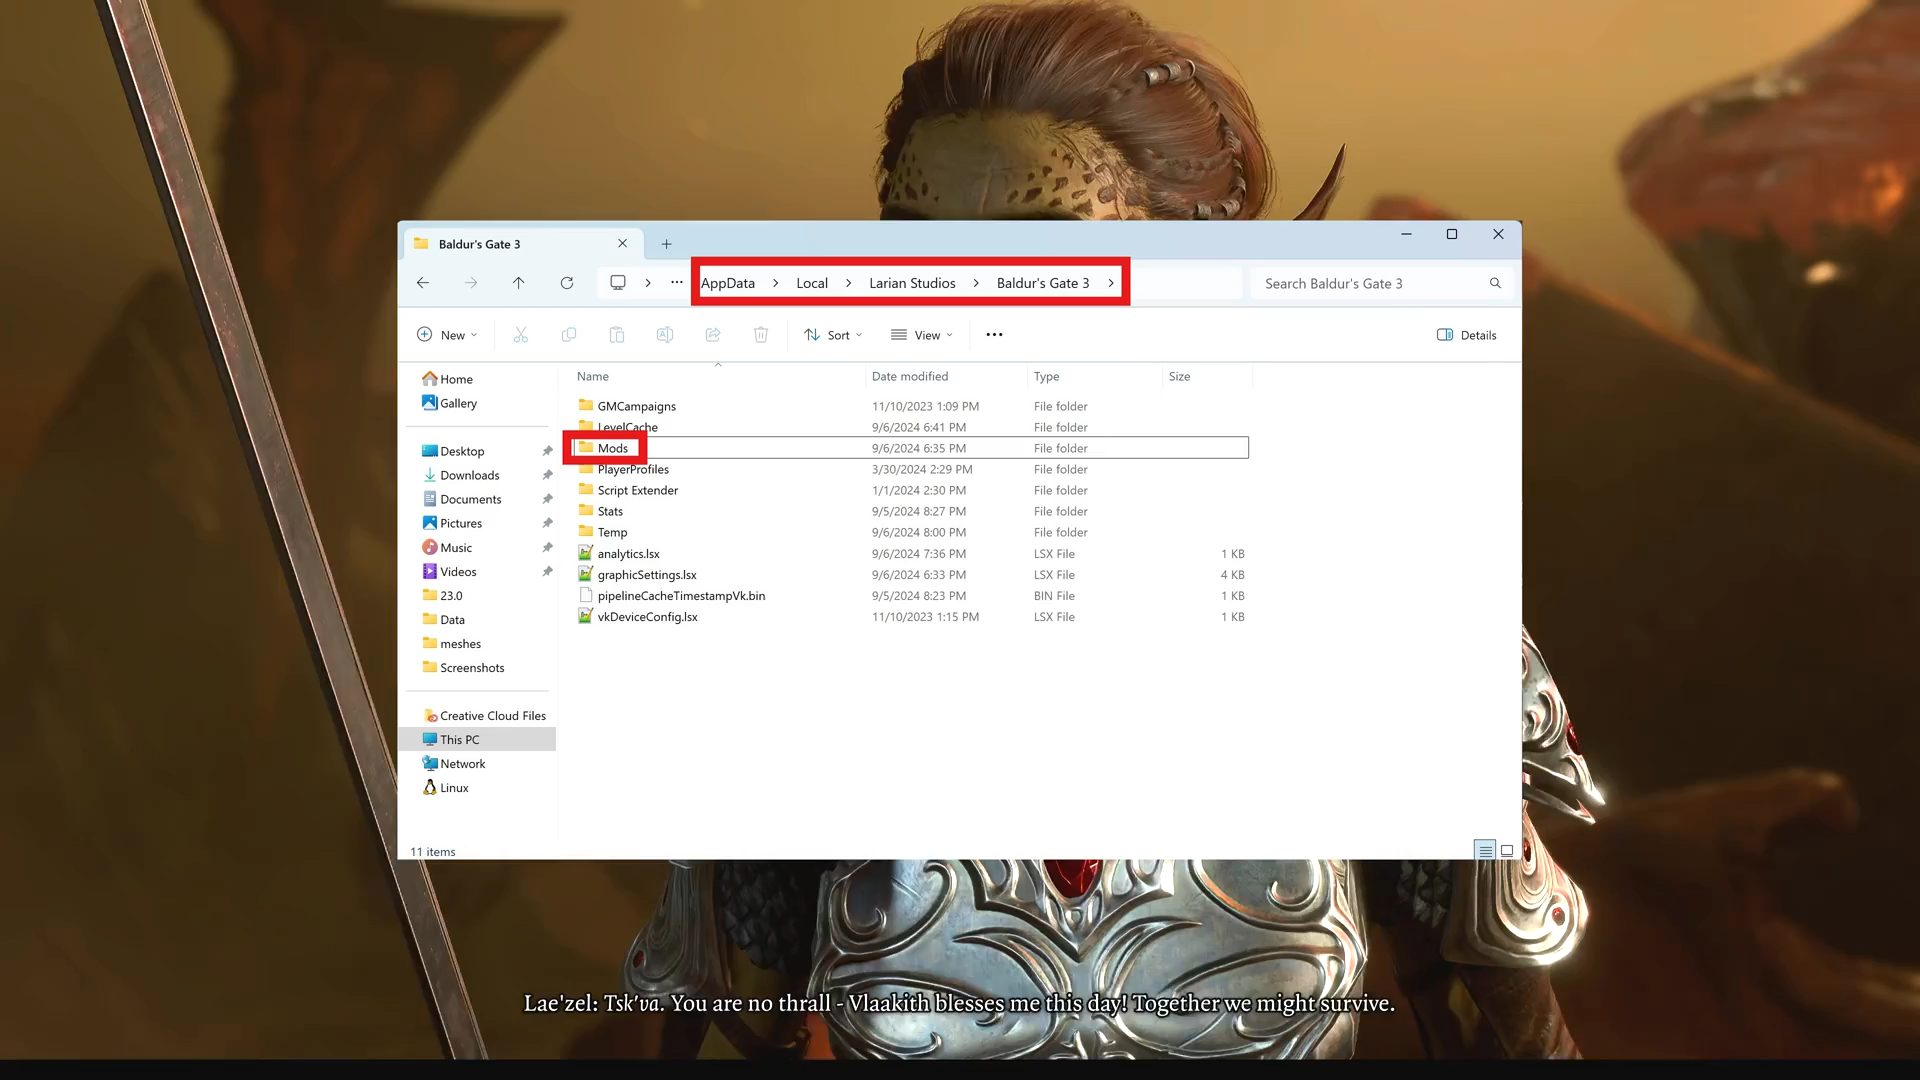 Baldur's Gate 3
AppData > Local > Larian Studios > Baldur's Gate 3 >
Search Baldur's Gate 3
New
Sort
View
Details
Name Date modified Type Size
Home
Gallery
Desktop
Downloads
Documents
Pictures
Music
Videos
23.0
Data
meshes
Screenshots
Creative Cloud Files
This PC
Network
Linux
GMCampaigns 11/10/2023 1:09 PM File folder
LevelCache 9/6/2024 6:41 PM File folder
Mods 9/6/2024 6:35 PM File folder
PlayerProfiles 3/30/2024 2:29 PM File folder
Script Extender 1/1/2024 2:30 PM File folder
Stats 9/5/2024 8:27 PM File folder
Temp 9/6/2024 8:00 PM File folder
analytics.lsx 9/6/2024 7:36 PM LSX File 1 KB
graphicSettings.lsx 9/6/2024 6:33 PM LSX File 4 KB
pipelineCacheTimestampVk.bin 9/5/2024 8:23 PM BIN File 1 KB
vkDeviceConfig.lsx 11/10/2023 1:15 PM LSX File 1 KB
11 items
Lae'zel: Tsk'va. You are no thrall - Vlaakith blesses me this day! Together we might survive.